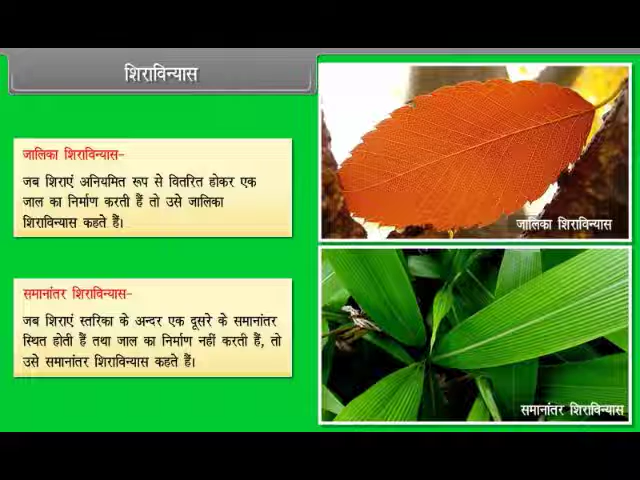 शिराविन्यास
जालिका शिराविन्यास-
जब शिराएं अनियमित रूप से वितरित होकर एक
जाल का निर्माण करती हैं तो उसे जालिका
शिराविन्यास कहते हैं।
जालिका शिराविन्यास
समानांतर शिराविन्यास-
जब शिराएं स्तरिका के अन्दर एक दूसरे के समानांतर
स्थित होती हैं तथा जाल का निर्माण नहीं करती हैं, तो
उसे समानांतर शिराविन्यास कहते हैं।
समानांतर शिराविन्यास